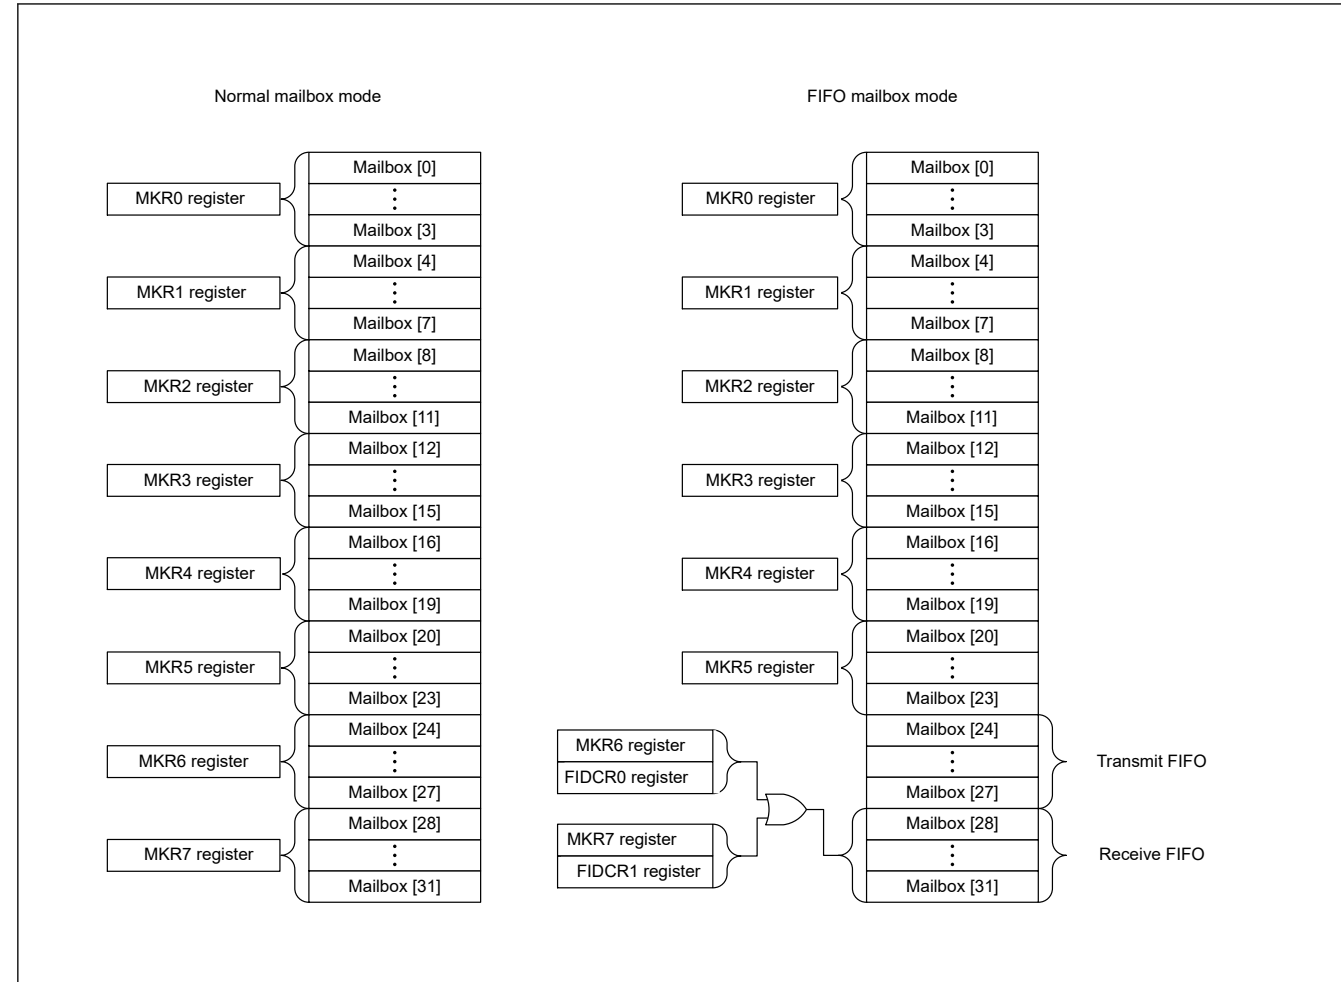 Normal mailbox mode
MKR0 register
Mailbox [0]
Mailbox [3]
MKR1 register
Mailbox [4]
Mailbox [7]
MKR2 register
Mailbox [8]
Mailbox [11]
MKR3 register
Mailbox [12]
Mailbox [15]
MKR4 register
Mailbox [16]
Mailbox [19]
MKR5 register
Mailbox [20]
Mailbox [23]
MKR6 register
Mailbox [24]
Mailbox [27]
MKR7 register
Mailbox [28]
Mailbox [31]
FIFO mailbox mode
MKR0 register
Mailbox [0]
Mailbox [3]
MKR1 register
Mailbox [4]
Mailbox [7]
MKR2 register
Mailbox [8]
Mailbox [11]
MKR3 register
Mailbox [12]
Mailbox [15]
MKR4 register
Mailbox [16]
Mailbox [19]
MKR5 register
Mailbox [20]
Mailbox [23]
MKR6 register
FIDCR0 register
Mailbox [24]
Mailbox [27]
Transmit FIFO
MKR7 register
FIDCR1 register
Mailbox [28]
Mailbox [31]
Receive FIFO